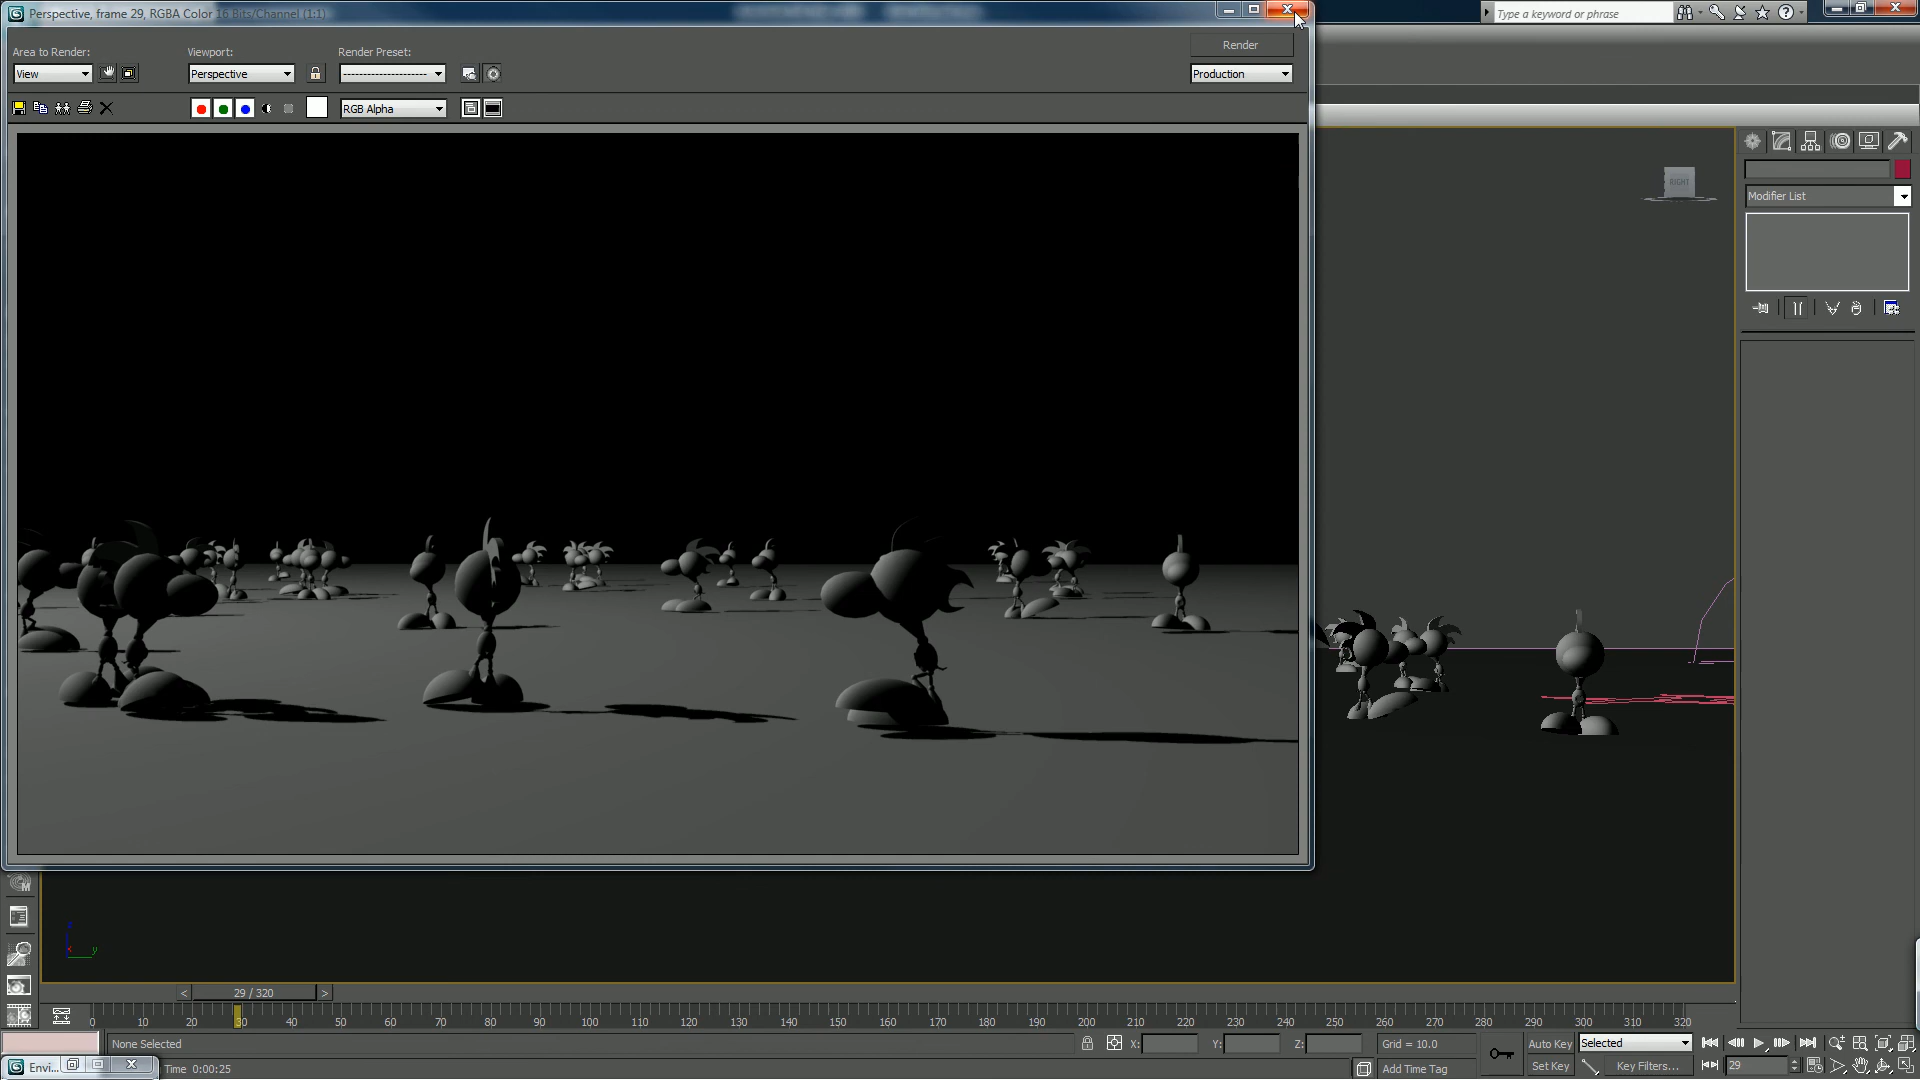 Perspective, frame 29, RGBA Color 16 Bits/Channel (1:1)
Type a keyword or phrase
Area to Render:
Viewport:
Render Preset:
Render
View
Perspective
--------------------
Production
RGB Alpha
RIGHT
Modifier List
x
y
< 29 / 320 >
0 10 20 30 40 50 60 70 80 90 100 110 120 130 140 150 160 170 180 190 200 210 220 230 240 250 260 270 280 290 300 310 320
None Selected
X:
Y:
Z:
Grid = 10.0
Auto Key
Selected
Envi...
Time 0:00:25
Add Time Tag
Set Key
Key Filters...
29